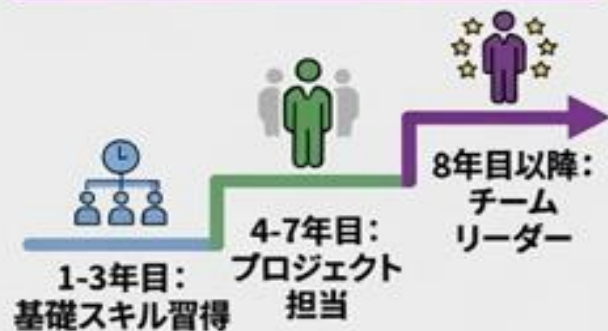 1-3年目：
基礎スキル習得
4-7年目：
プロジェクト
担当
8年目以降：
チーム
リーダー